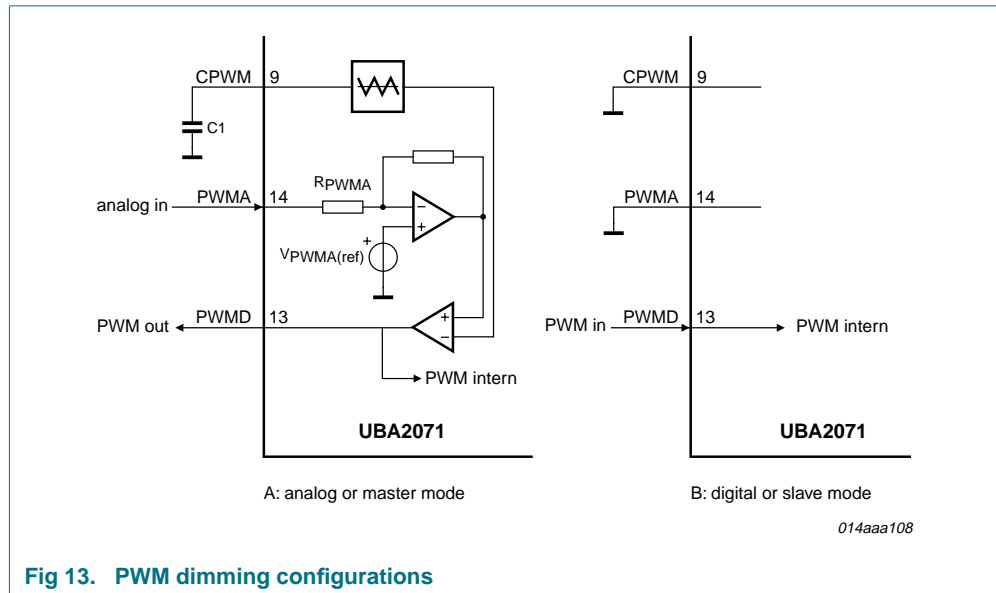 CPWM 9
C1
RPWMA
analog in PWMA 14
VPWMA(ref)
+
−
+
PWM out PWMD 13
+
−
PWM intern
UBA2071
A: analog or master mode
CPWM 9
PWMA 14
PWM in PWMD 13 PWM intern
UBA2071
B: digital or slave mode
014aaa108
Fig 13. PWM dimming configurations